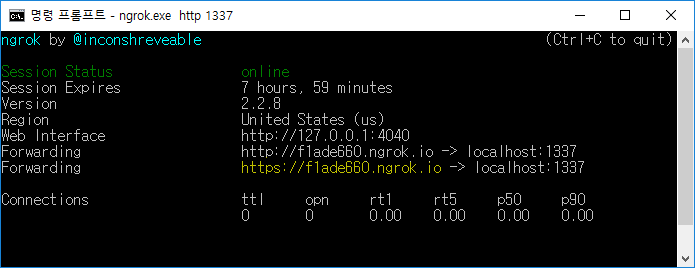 명령 프롬프트 - ngrok.exe  http 1337
ngrok by @inconshreveable (Ctrl+C to quit)
Session Status online
Session Expires 7 hours, 59 minutes
Version 2.2.8
Region United States (us)
Web Interface http://127.0.0.1:4040
Forwarding http://f1ade660.ngrok.io -> localhost:1337
Forwarding https://f1ade660.ngrok.io -> localhost:1337
Connections ttl opn rt1 rt5 p50 p90
0 0 0.00 0.00 0.00 0.00